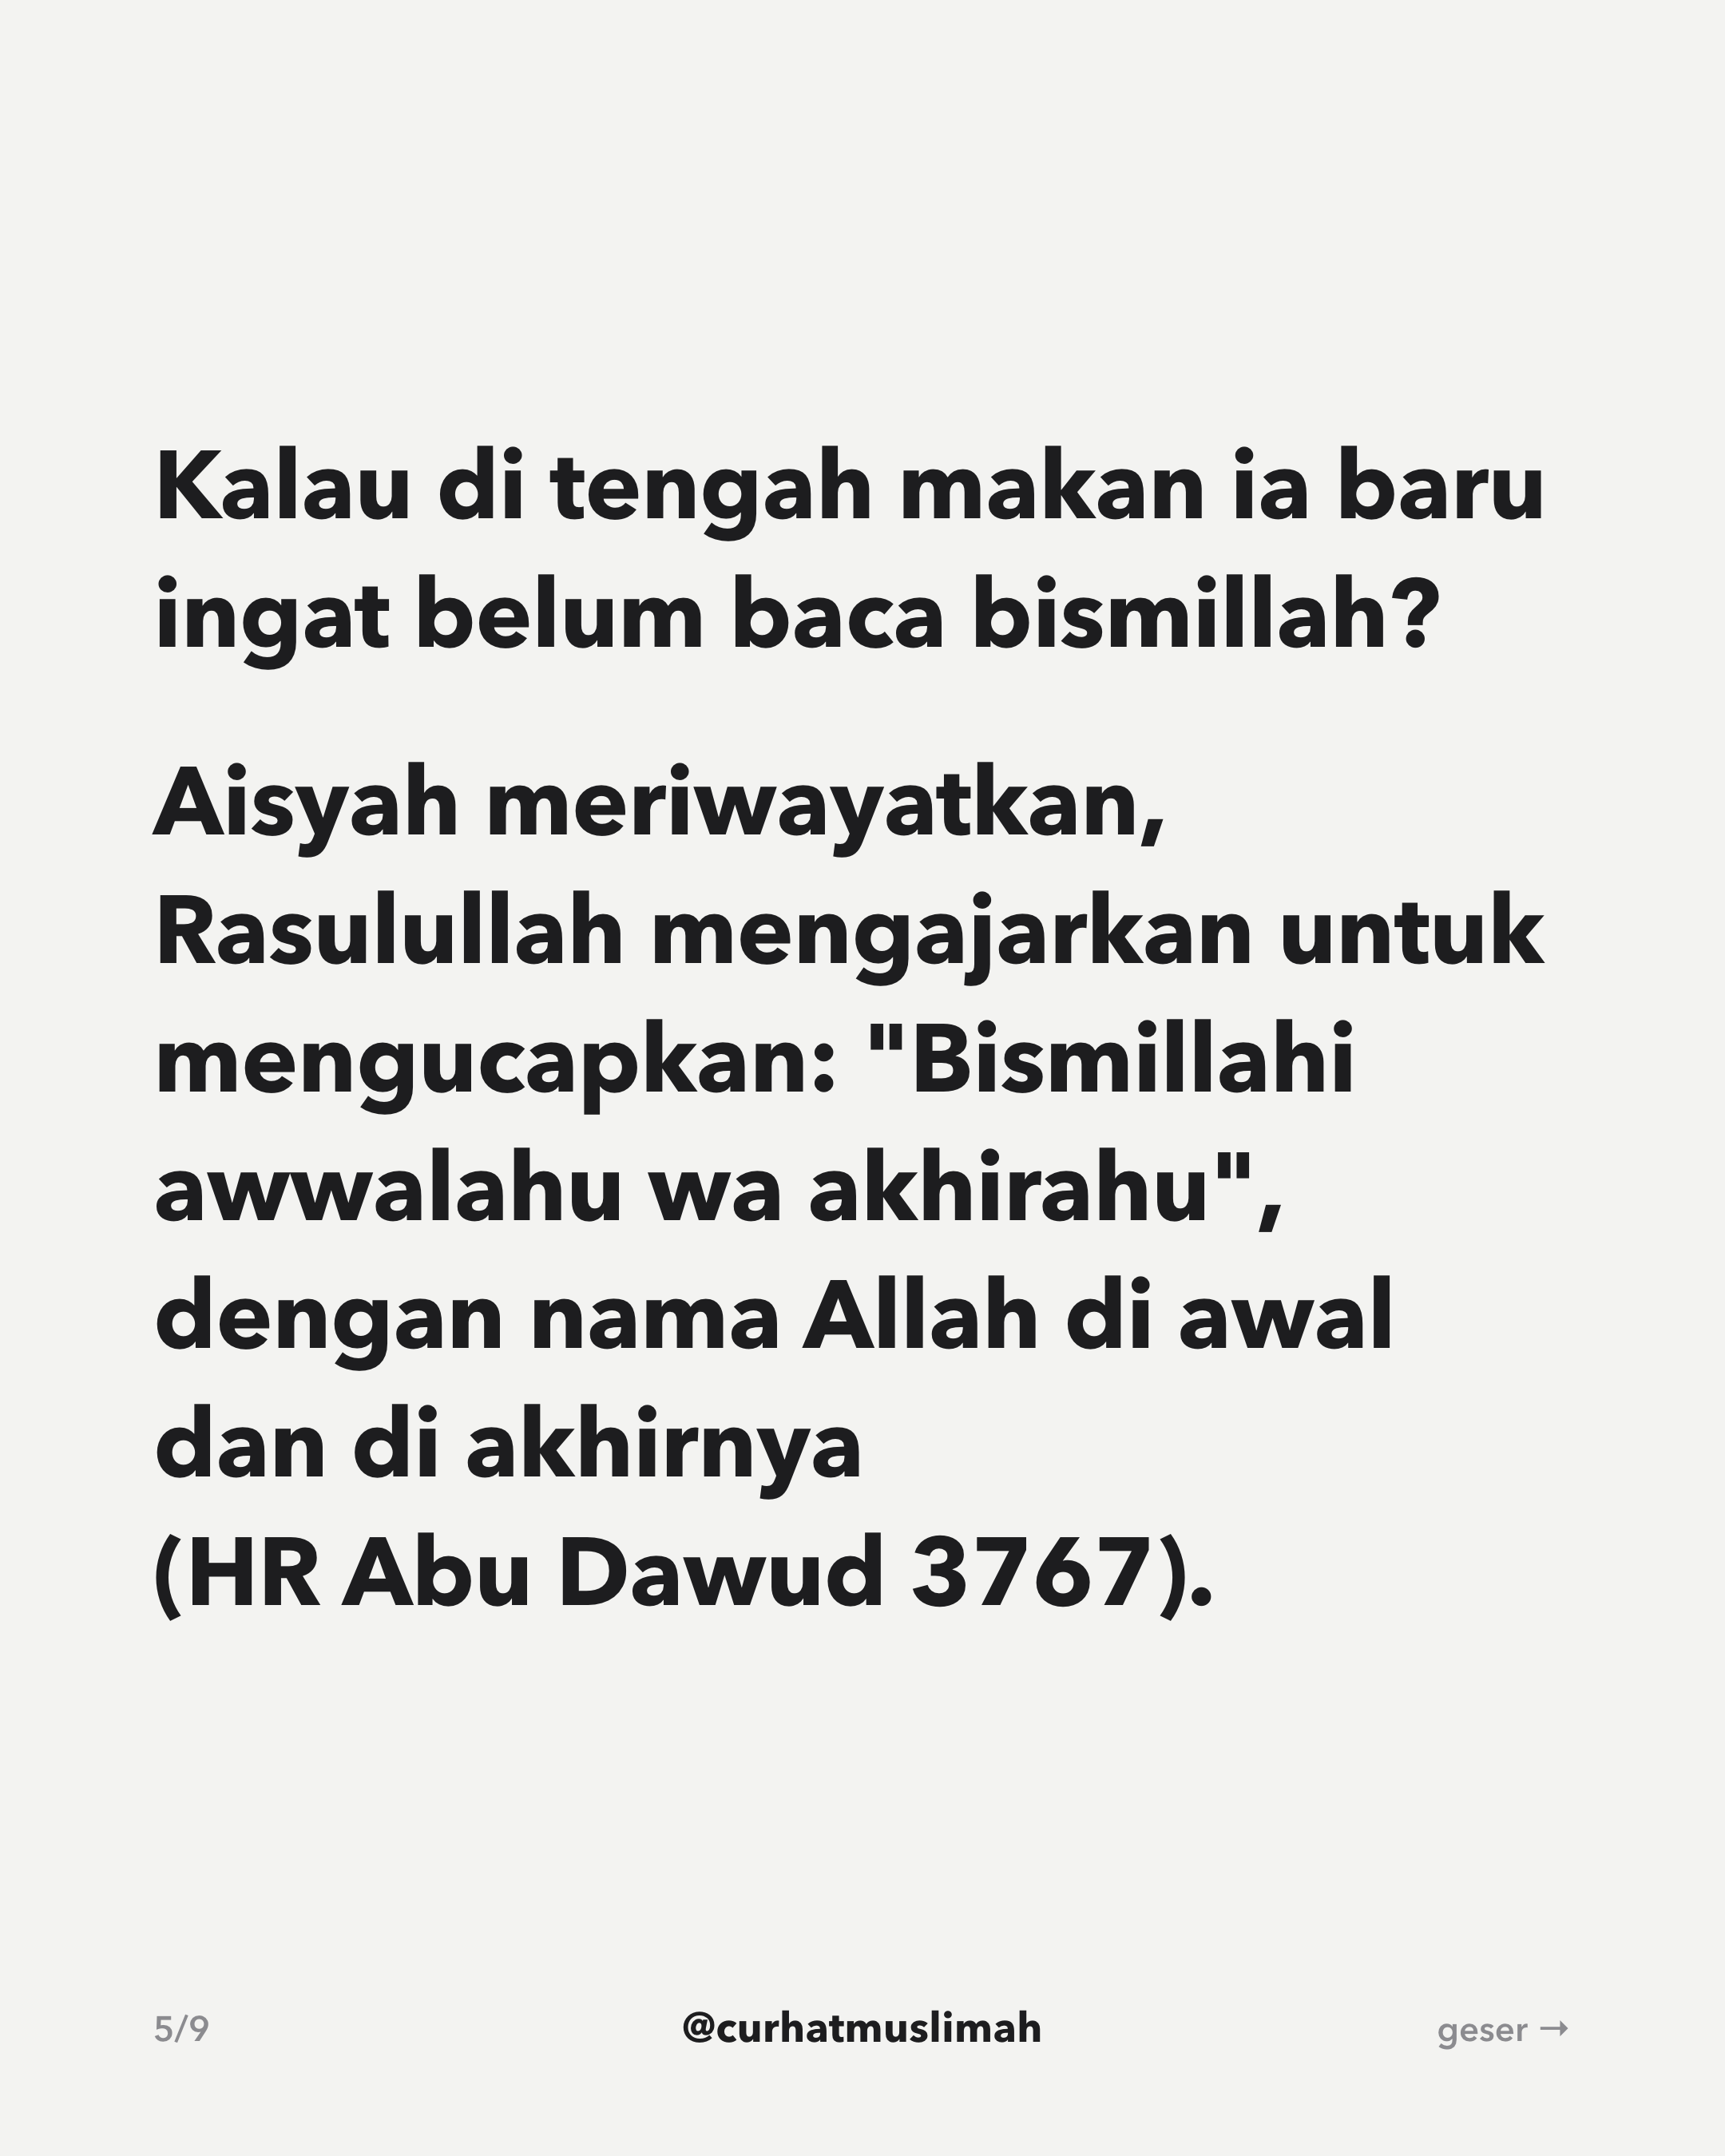 Kalau di tengah makan ia baru
ingat belum baca bismillah?
Aisyah meriwayatkan,
Rasulullah mengajarkan untuk
mengucapkan: "Bismillahi
awwalahu wa akhirahu",
dengan nama Allah di awal
dan di akhirnya
(HR Abu Dawud 3767).
5/9
@curhatmuslimah
geser →